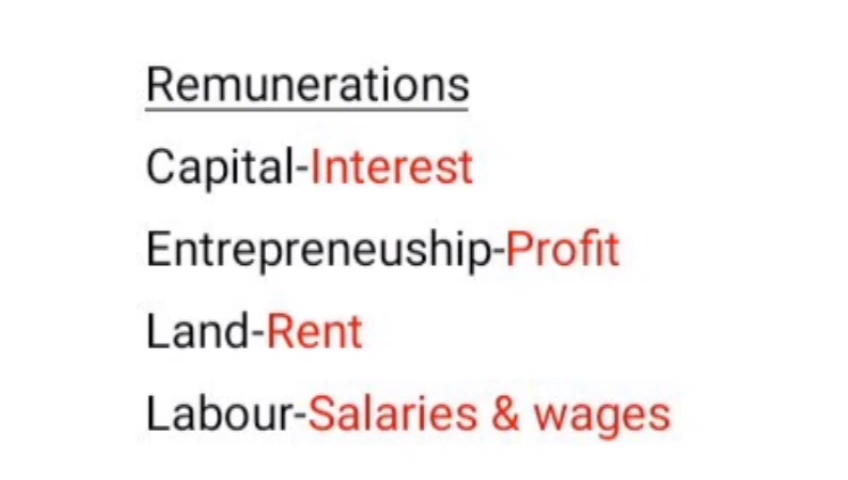 Remunerations
Capital-Interest
Entrepreneuship-Profit
Land-Rent
Labour-Salaries & wages